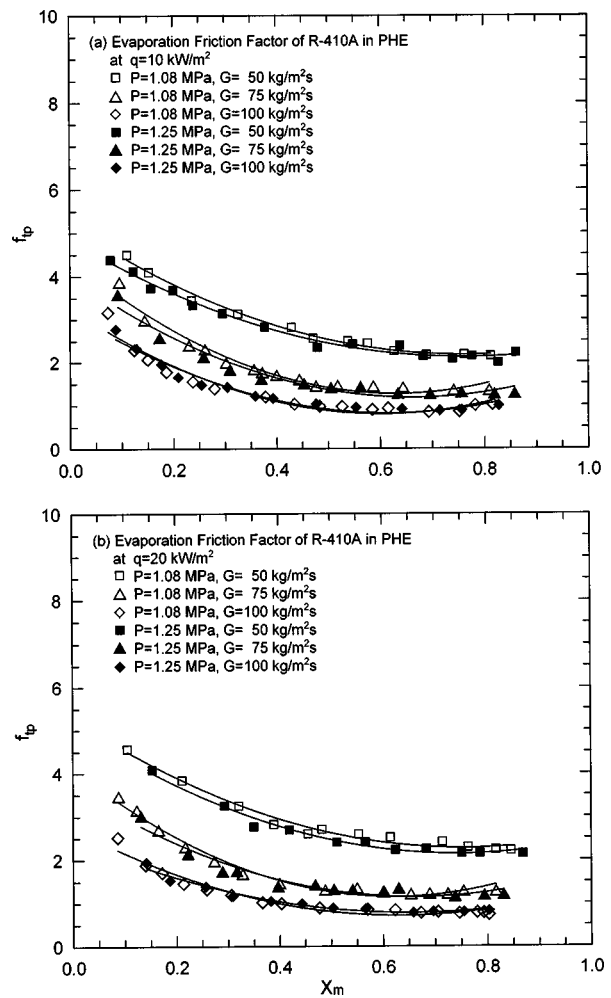 (a) Evaporation Friction Factor of R-410A in PHE
at q=10 kW/m²
P=1.08 MPa, G= 50 kg/m²s
P=1.08 MPa, G= 75 kg/m²s
P=1.08 MPa, G=100 kg/m²s
P=1.25 MPa, G= 50 kg/m²s
P=1.25 MPa, G= 75 kg/m²s
P=1.25 MPa, G=100 kg/m²s
10
8
6
4
2
0
f_tp
0.0 0.2 0.4 0.6 0.8 1.0
X_m
(b) Evaporation Friction Factor of R-410A in PHE
at q=20 kW/m²
P=1.08 MPa, G= 50 kg/m²s
P=1.08 MPa, G= 75 kg/m²s
P=1.08 MPa, G=100 kg/m²s
P=1.25 MPa, G= 50 kg/m²s
P=1.25 MPa, G= 75 kg/m²s
P=1.25 MPa, G=100 kg/m²s
10
8
6
4
2
0
f_tp
0.0 0.2 0.4 0.6 0.8 1.0
X_m